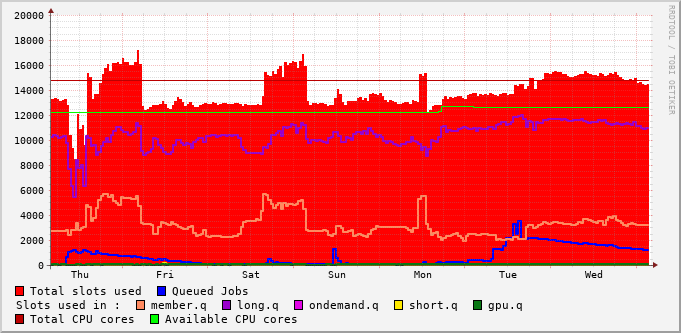 20000
18000
16000
14000
12000
10000
8000
6000
4000
2000
0
Thu Fri Sat Sun Mon Tue Wed
RRDTOOL / TOBI OETIKER
Total slots used Queued Jobs
Slots used in : member.q long.q ondemand.q short.q gpu.q
Total CPU cores Available CPU cores